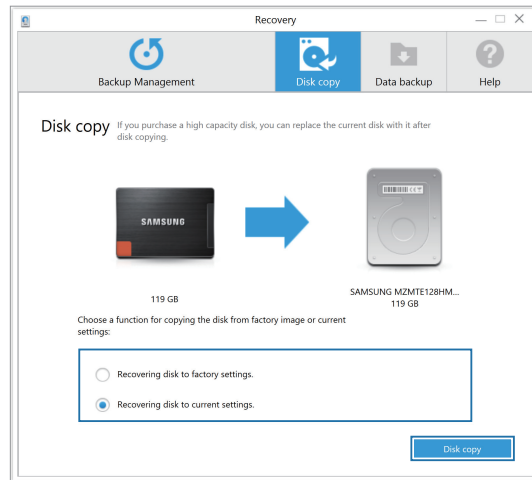 Recovery
Backup Management
Disk copy
Data backup
Help
Disk copy
If you purchase a high capacity disk, you can replace the current disk with it after
disk copying.
SAMSUNG
119 GB
SAMSUNG MZMTE128HM...
119 GB
Choose a function for copying the disk from factory image or current
settings:
Recovering disk to factory settings.
Recovering disk to current settings.
Disk copy